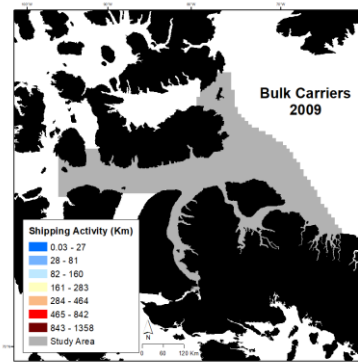 Bulk Carriers
2009
Shipping Activity (Km)
0.03 - 27
28 - 81
82 - 160
161 - 283
284 - 464
465 - 842
843 - 1358
Study Area
N
0
60
120 Km